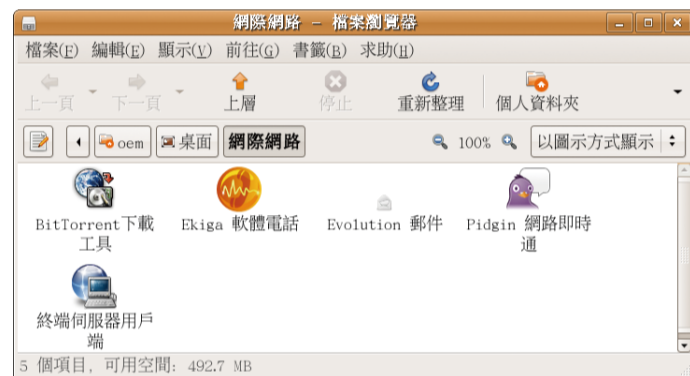 網際網路 - 檔案瀏覽器
檔案(F) 編輯(E) 顯示(V) 前往(G) 書籤(B) 求助(H)
上一頁 下一頁 上層 停止 重新整理 個人資料夾
oem 桌面 網際網路 100% 以圖示方式顯示
BitTorrent下載
工具
Ekiga 軟體電話
Evolution 郵件
Pidgin 網路即時
通
終端伺服器用戶
端
5 個項目, 可用空間: 492.7 MB